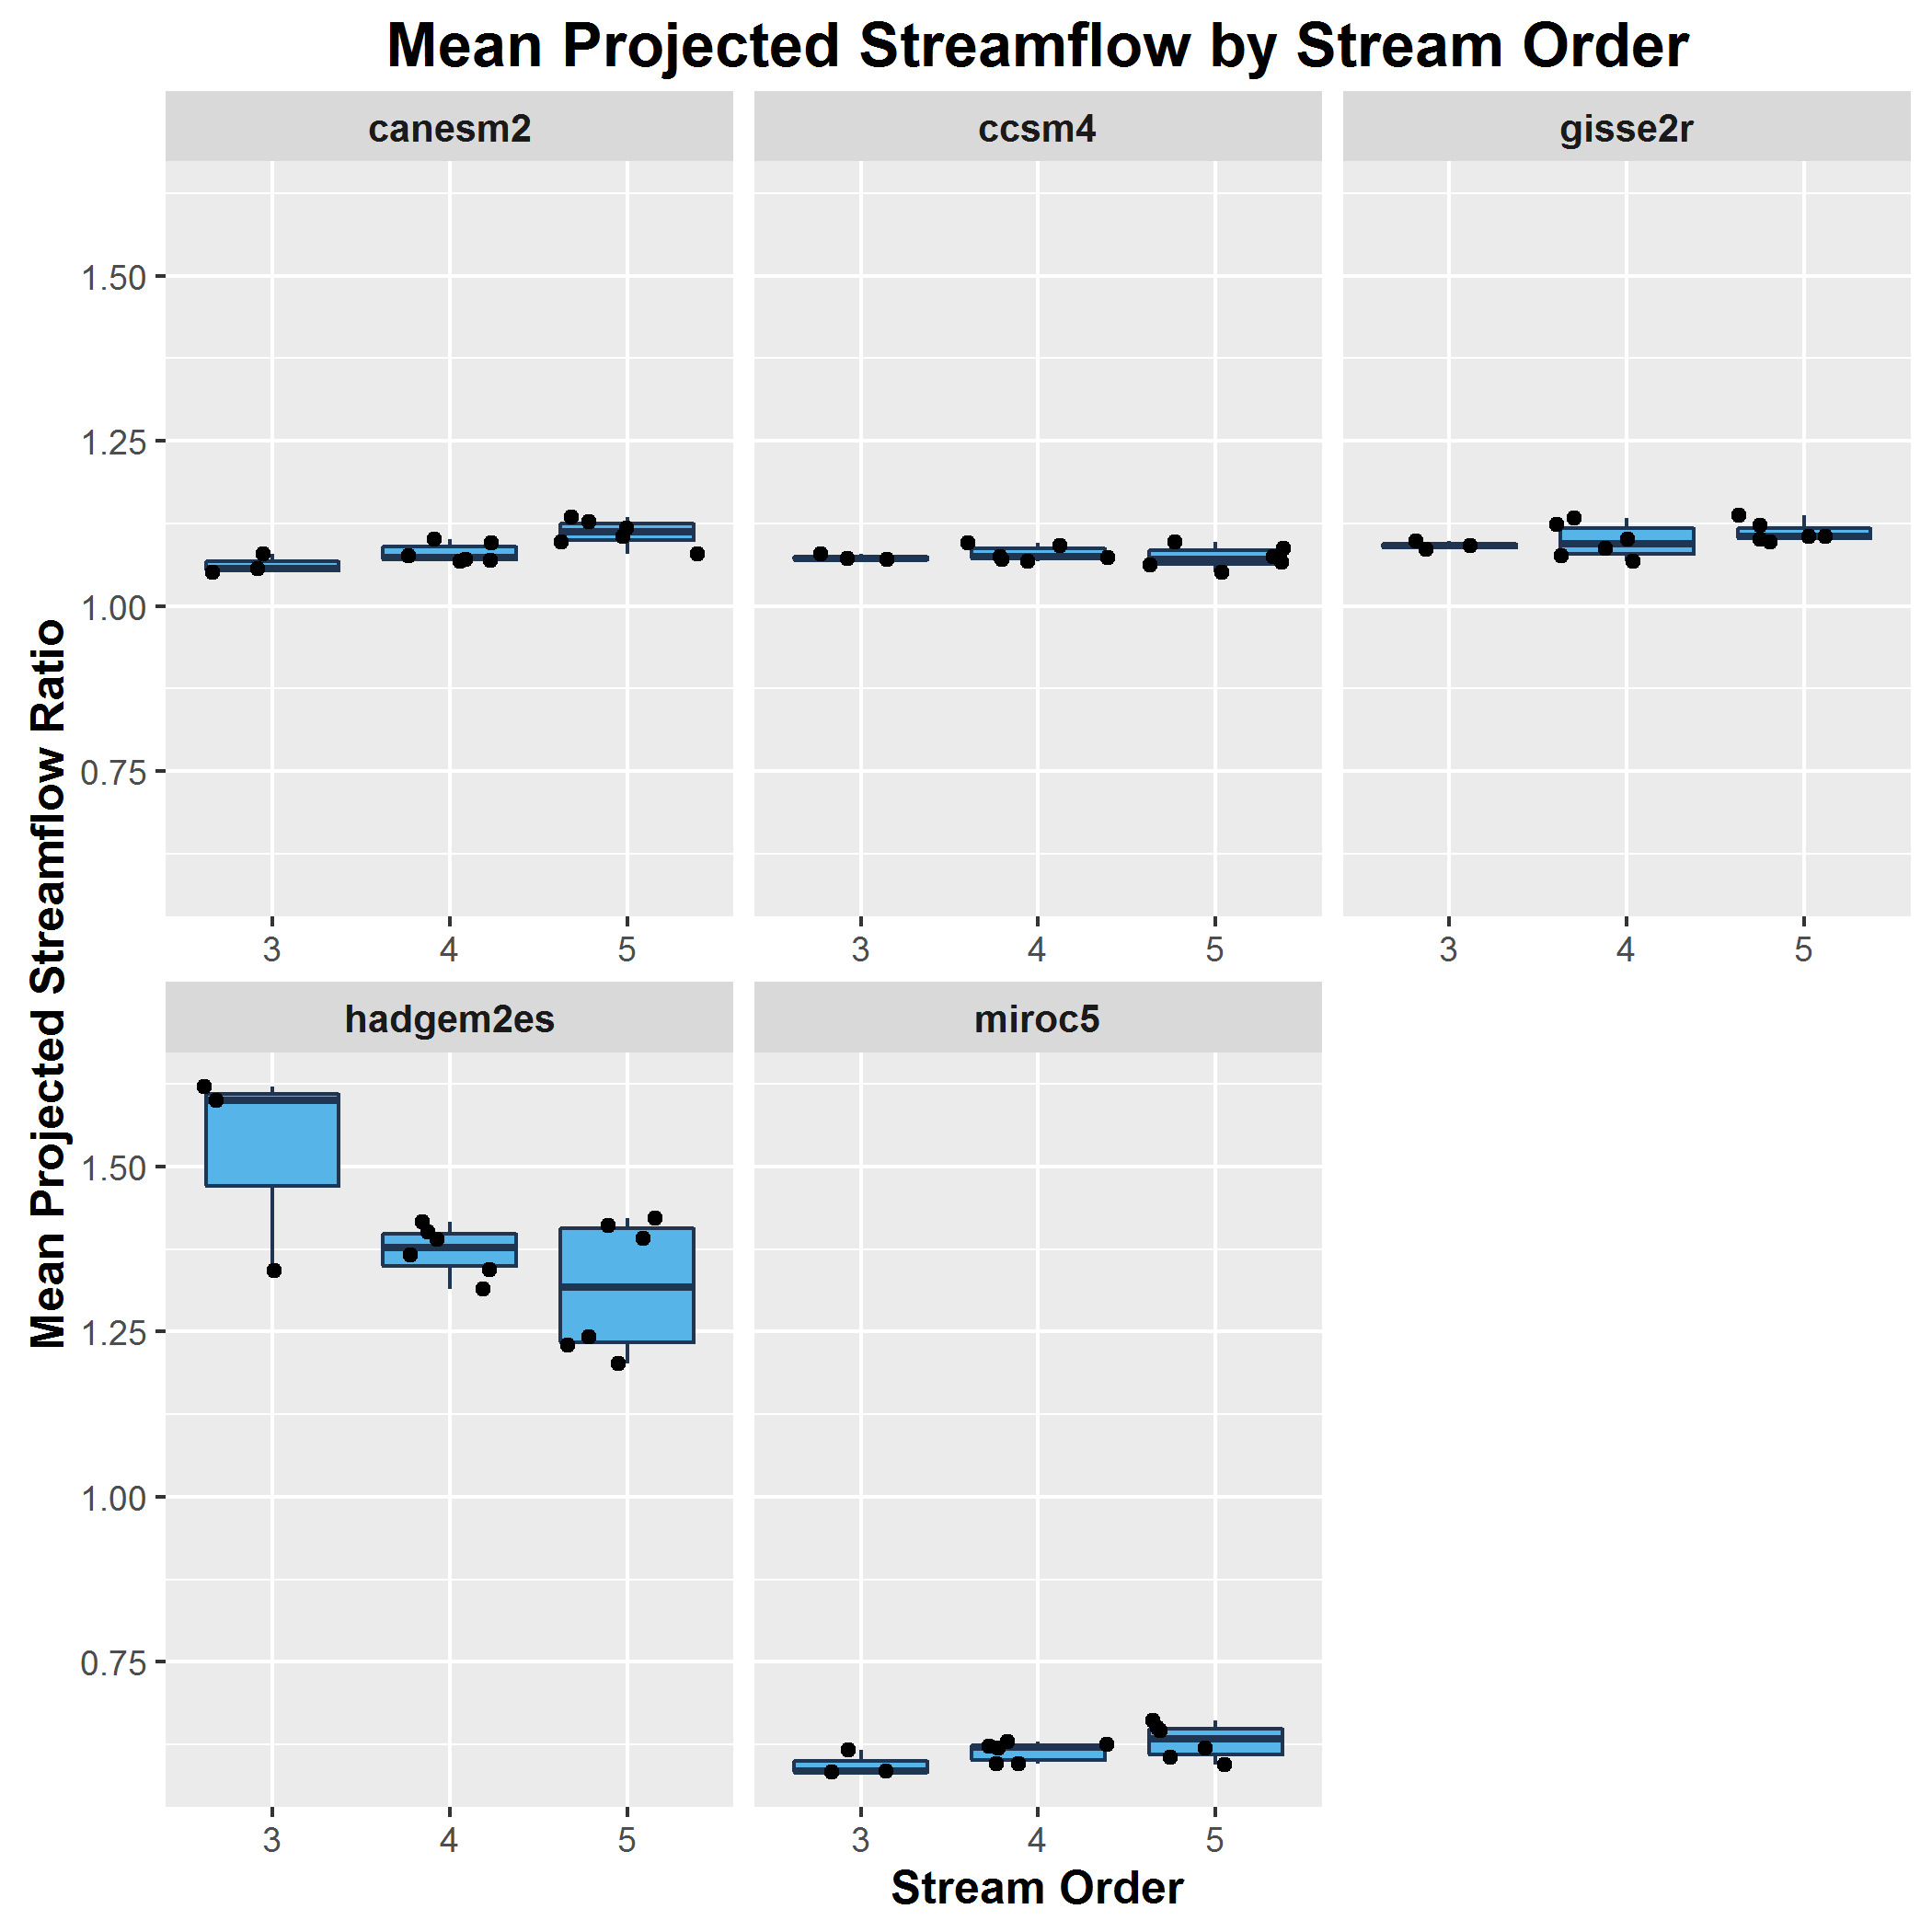 Mean Projected Streamflow by Stream Order
canesm2 ccsm4 gisse2r
1.50
1.25
1.00
0.75
3 4 5 3 4 5 3 4 5
Mean Projected Streamflow Ratio
hadgem2es miroc5
1.50
1.25
1.00
0.75
3 4 5 3 4 5
Stream Order